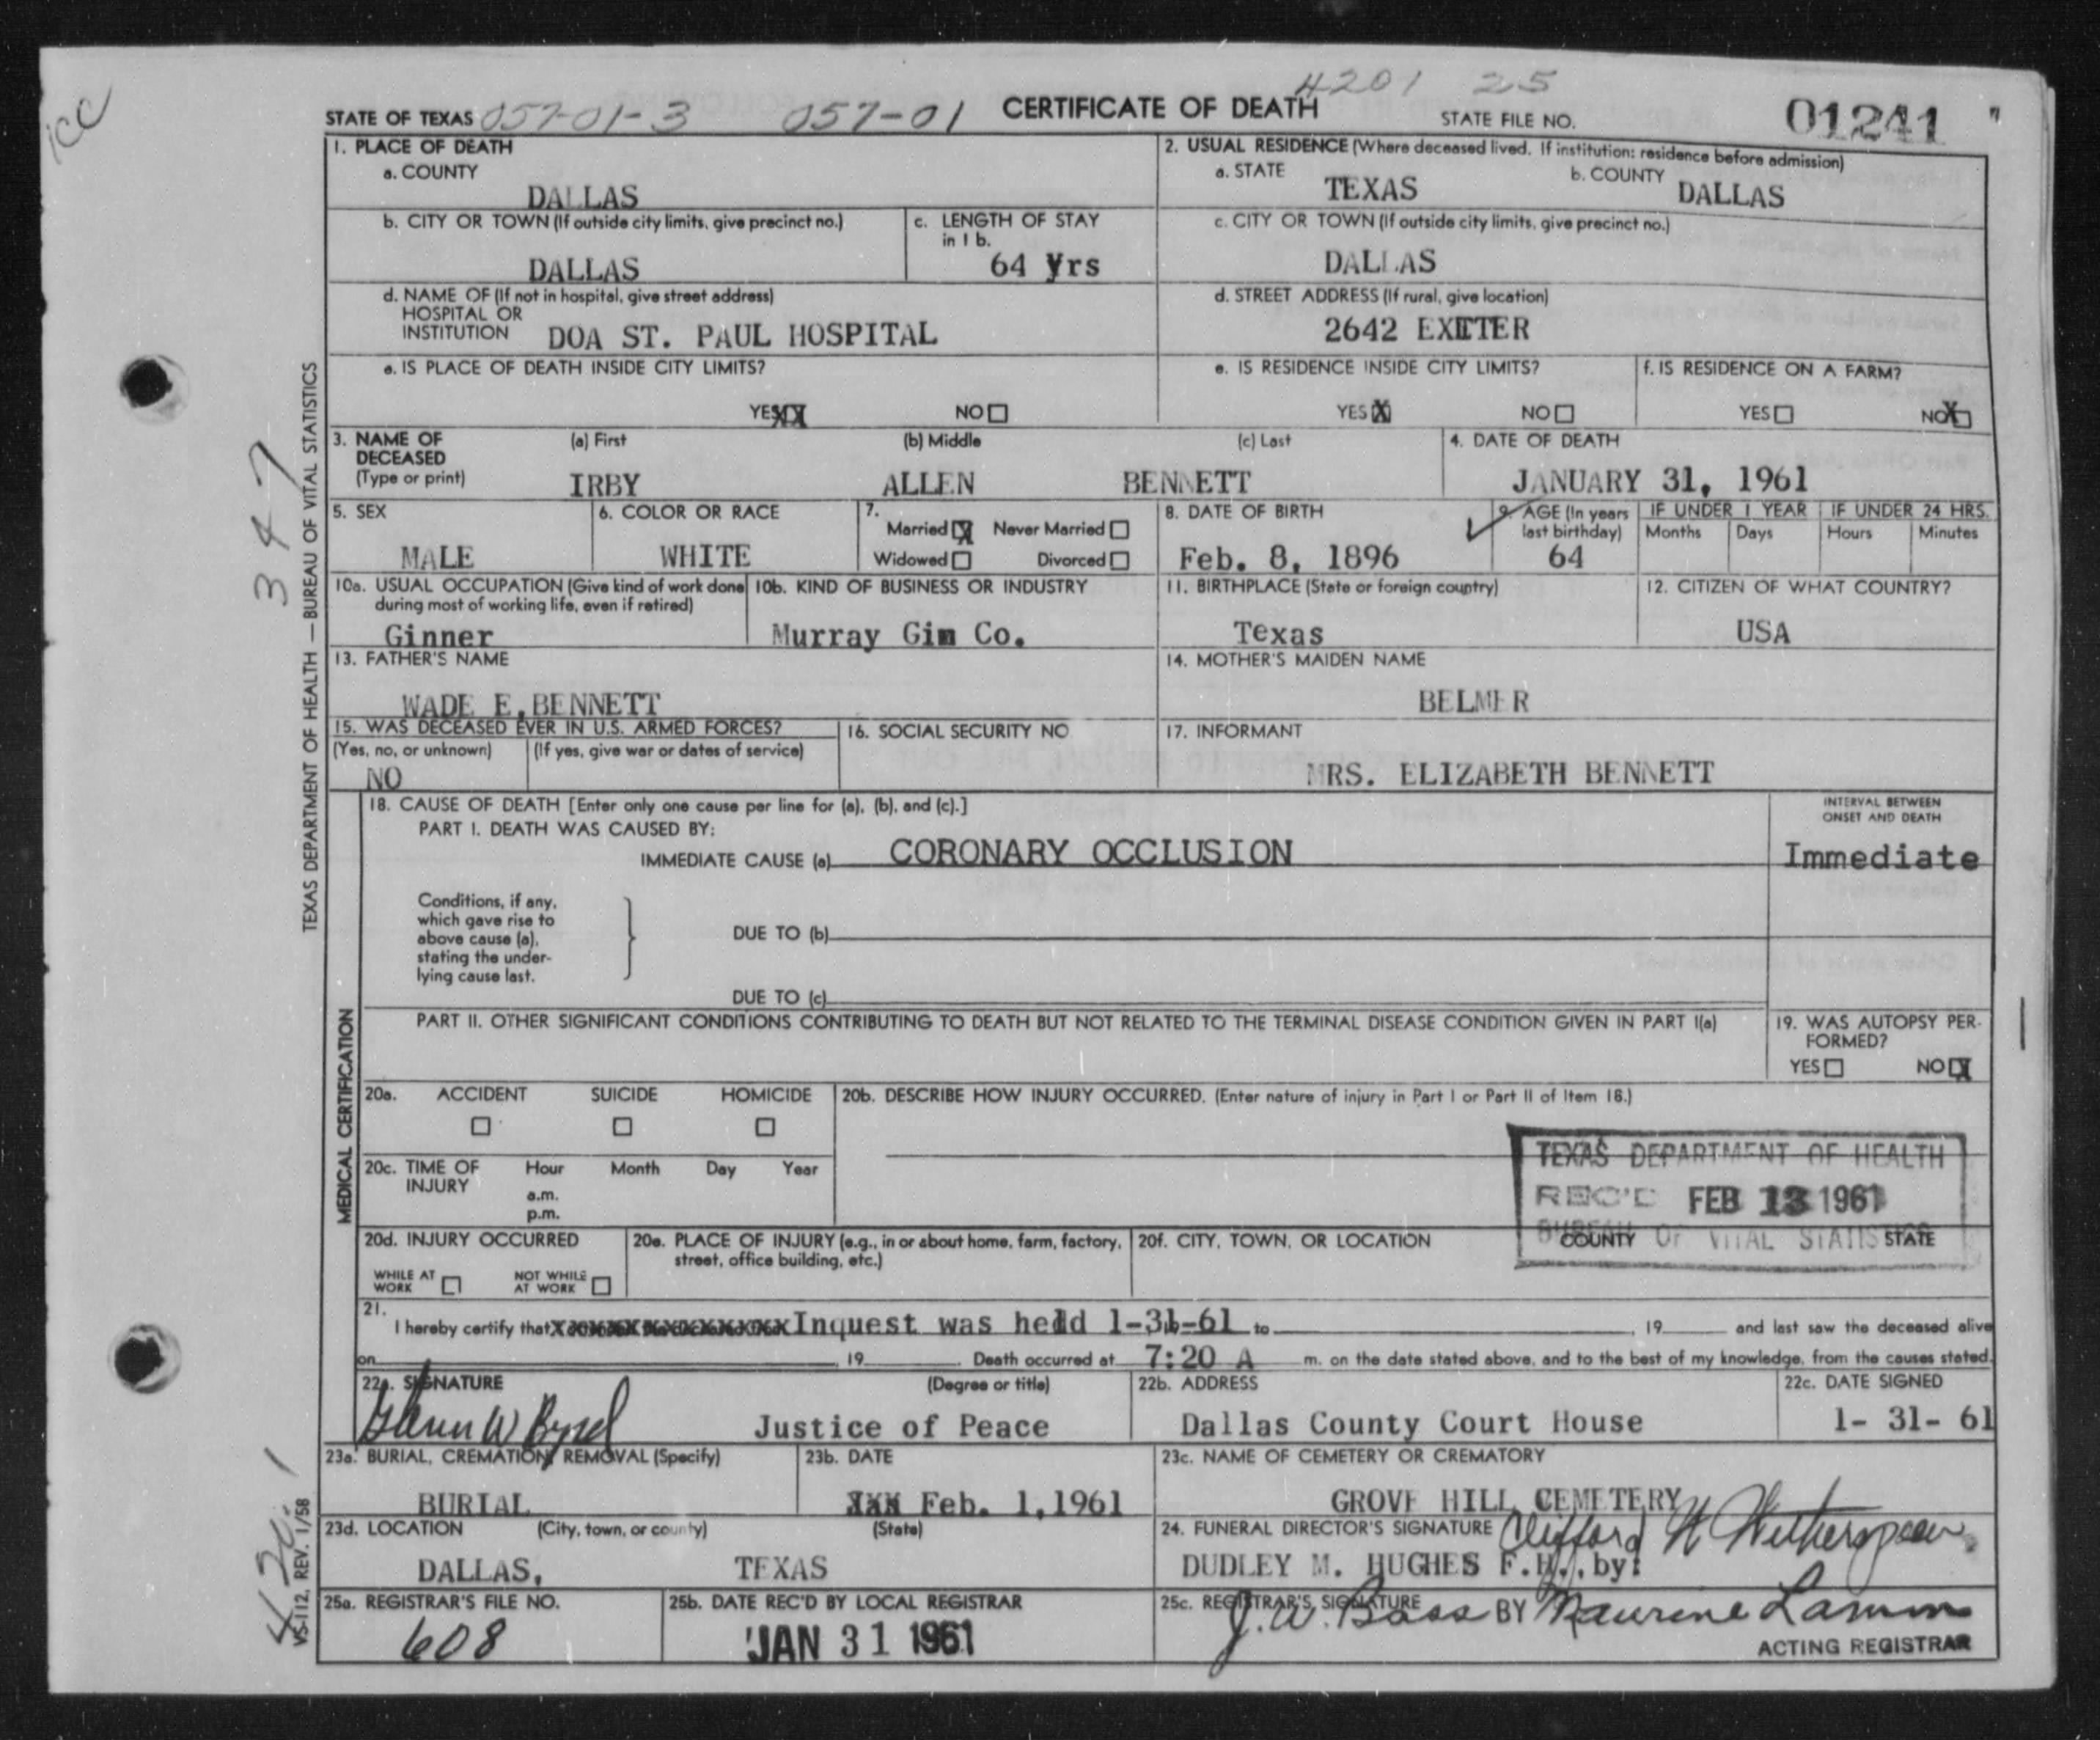 ICC
4201 25
STATE OF TEXAS 057-01-3 057-01 CERTIFICATE OF DEATH STATE FILE NO. 01241
1. PLACE OF DEATH
a. COUNTY
DALLAS
2. USUAL RESIDENCE (Where deceased lived. If institution: residence before admission)
a. STATE TEXAS b. COUNTY DALLAS
b. CITY OR TOWN (If outside city limits, give precinct no.)
DALLAS
c. LENGTH OF STAY
in 1 b.
64 Yrs
c. CITY OR TOWN (If outside city limits, give precinct no.)
DALLAS
d. NAME OF (If not in hospital, give street address)
HOSPITAL OR
INSTITUTION DOA ST. PAUL HOSPITAL
d. STREET ADDRESS (If rural, give location)
2642 EXETER
e. IS PLACE OF DEATH INSIDE CITY LIMITS?
YES XX NO
e. IS RESIDENCE INSIDE CITY LIMITS?
YES X NO
f. IS RESIDENCE ON A FARM?
YES NO X
3. NAME OF
DECEASED
(Type or print)
(a) First (b) Middle (c) Last
IRBY ALLEN BENNETT
4. DATE OF DEATH
JANUARY 31, 1961
5. SEX
MALE
6. COLOR OR RACE
WHITE
7.
Married X Never Married
Widowed Divorced
8. DATE OF BIRTH
Feb. 8, 1896
9. AGE (In years
last birthday)
64
IF UNDER 1 YEAR
Months Days
IF UNDER 24 HRS.
Hours Minutes
10a. USUAL OCCUPATION (Give kind of work done
during most of working life, even if retired)
Ginner
10b. KIND OF BUSINESS OR INDUSTRY
Murray Gin Co.
11. BIRTHPLACE (State or foreign country)
Texas
12. CITIZEN OF WHAT COUNTRY?
USA
13. FATHER'S NAME
WADE E. BENNETT
14. MOTHER'S MAIDEN NAME
BELMER
15. WAS DECEASED EVER IN U.S. ARMED FORCES?
(Yes, no, or unknown) (If yes, give war or dates of service)
NO
16. SOCIAL SECURITY NO
17. INFORMANT
MRS. ELIZABETH BENNETT
18. CAUSE OF DEATH [Enter only one cause per line for (a), (b), and (c).]
PART I. DEATH WAS CAUSED BY:
IMMEDIATE CAUSE (a) CORONARY OCCLUSION
INTERVAL BETWEEN
ONSET AND DEATH
Immediate
Conditions, if any,
which gave rise to
above cause (a),
stating the under-
lying cause last.
DUE TO (b)
DUE TO (c)
PART II. OTHER SIGNIFICANT CONDITIONS CONTRIBUTING TO DEATH BUT NOT RELATED TO THE TERMINAL DISEASE CONDITION GIVEN IN PART I(a)
19. WAS AUTOPSY PER-
FORMED?
YES NO X
20a. ACCIDENT SUICIDE HOMICIDE
20b. DESCRIBE HOW INJURY OCCURRED. (Enter nature of injury in Part I or Part II of Item 18.)
20c. TIME OF
INJURY
Hour Month Day Year
a.m.
p.m.
TEXAS DEPARTMENT OF HEALTH
REC'D FEB 13 1961
BUREAU OF VITAL STATIS
20d. INJURY OCCURRED
WHILE AT
WORK
NOT WHILE
AT WORK
20e. PLACE OF INJURY (e.g., in or about home, farm, factory,
street, office building, etc.)
20f. CITY, TOWN, OR LOCATION COUNTY STATE
21.
I hereby certify that Inquest was held 1-31-61 to , 19 and last saw the deceased alive
on , 19 . Death occurred at 7:20 A m. on the date stated above, and to the best of my knowledge, from the causes stated.
22a. SIGNATURE (Degree or title)
Glenn W Byrd Justice of Peace
22b. ADDRESS
Dallas County Court House
22c. DATE SIGNED
1- 31- 61
23a. BURIAL, CREMATION, REMOVAL (Specify)
BURIAL
23b. DATE
Feb. 1, 1961
23c. NAME OF CEMETERY OR CREMATORY
GROVE HILL CEMETERY
23d. LOCATION (City, town, or county) (State)
DALLAS, TEXAS
24. FUNERAL DIRECTOR'S SIGNATURE Clifford W Witherspoon
DUDLEY M. HUGHES F.H., by:
25a. REGISTRAR'S FILE NO.
608
25b. DATE REC'D BY LOCAL REGISTRAR
JAN 31 1961
25c. REGISTRAR'S SIGNATURE
J. W. Bass BY Maurine Lamm
ACTING REGISTRAR
347
TEXAS DEPARTMENT OF HEALTH — BUREAU OF VITAL STATISTICS
MEDICAL CERTIFICATION
4201
VS-112, REV. 1/58